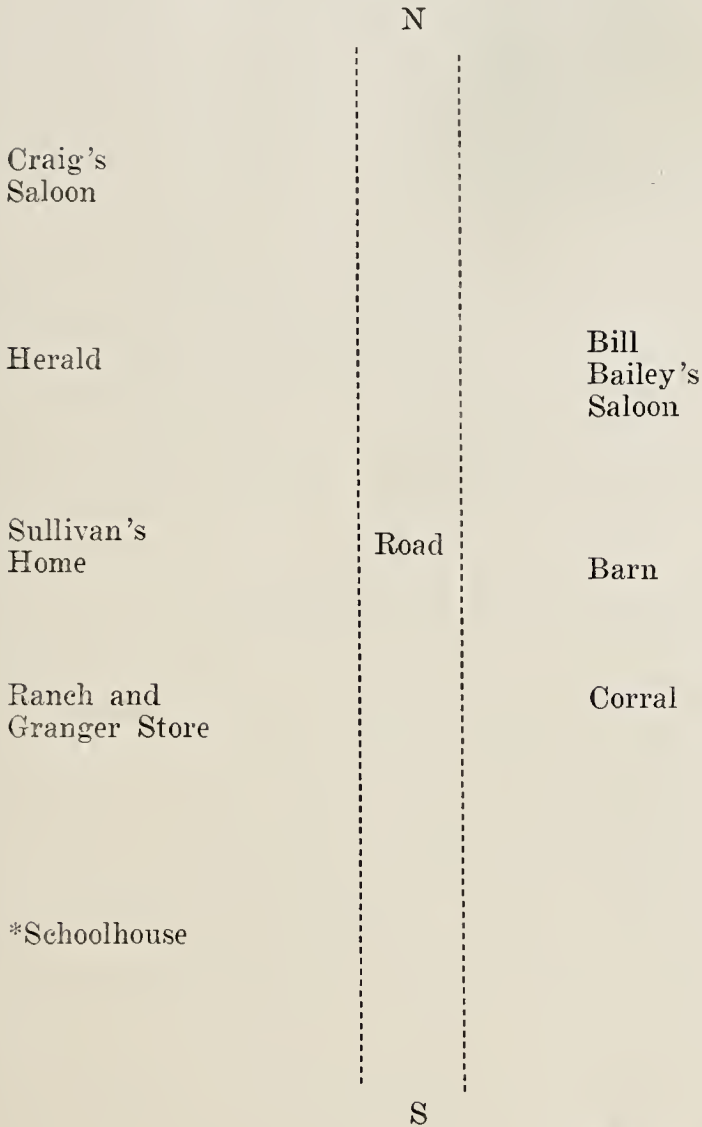 N
Craig's
Saloon
Herald
Bill
Bailey's
Saloon
Sullivan's
Home
Road
Barn
Ranch and
Granger Store
Corral
*Schoolhouse
S